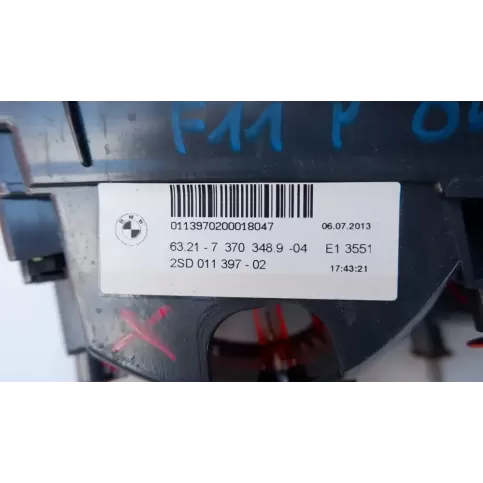 F11 P
BMW
0113970200018047 06.07.2013
63.21 - 7 370 348 9 - 04 E1 3551
2SD 011 397 - 02 17:43:21